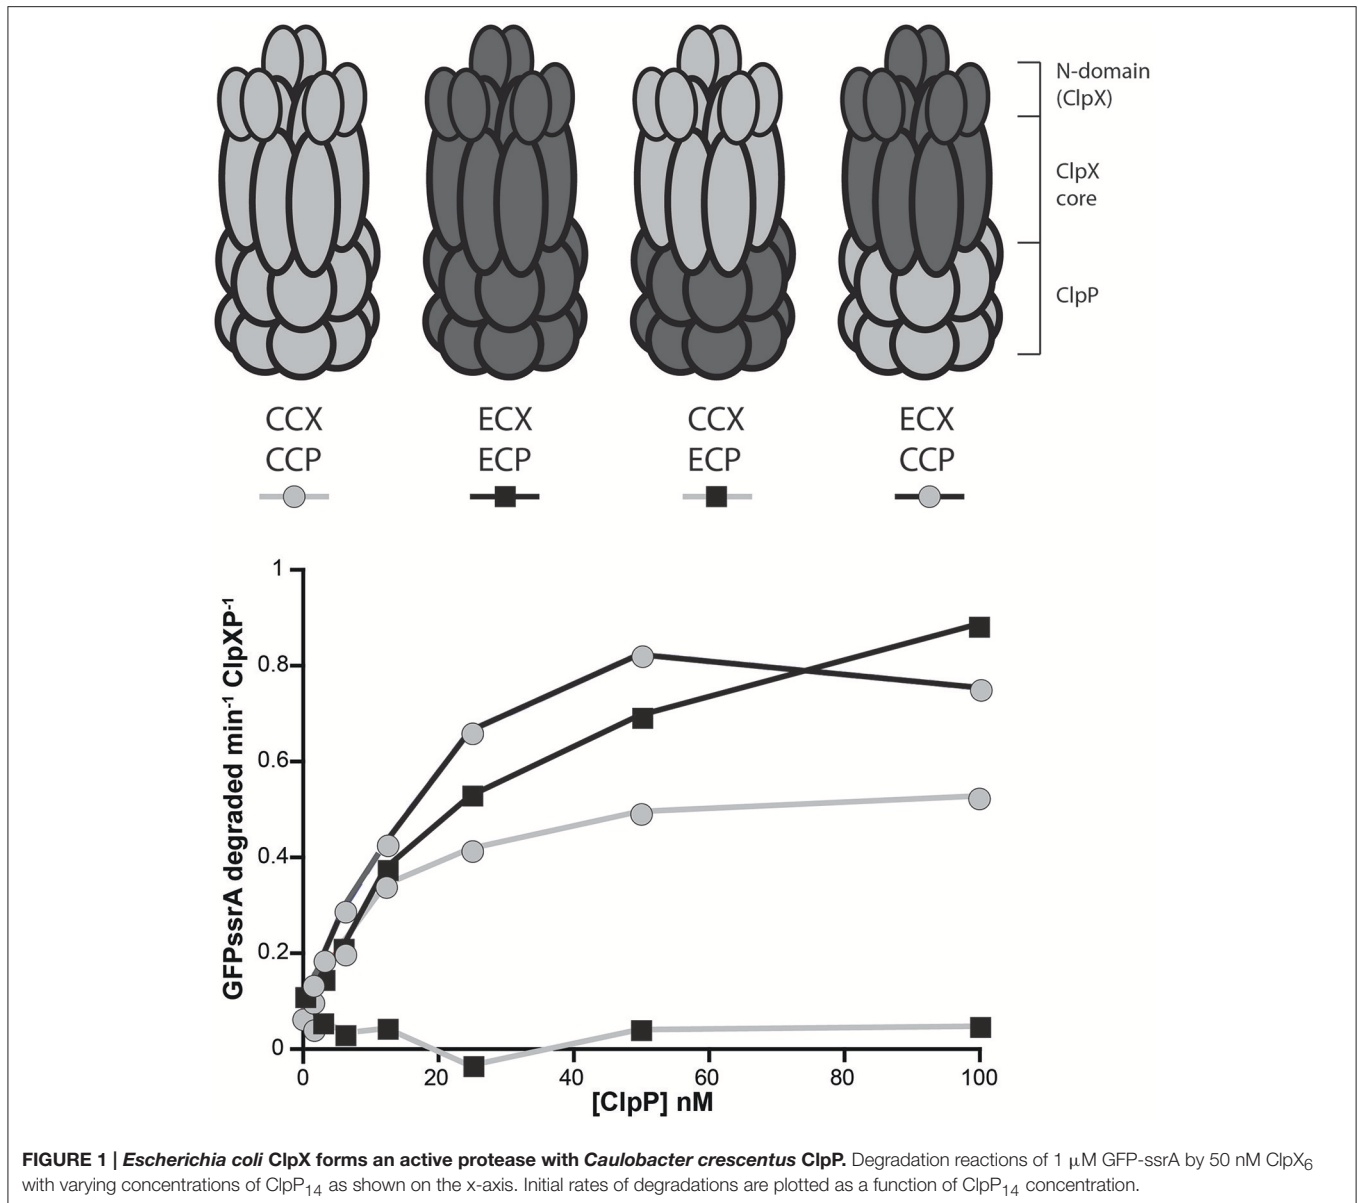 N-domain
(ClpX)
ClpX
core
ClpP
CCX ECX CCX ECX
CCP ECP ECP CCP
GFPssrA degraded min⁻¹ ClpXP⁻¹
1
0.8
0.6
0.4
0.2
0
0 20 40 60 80 100
[ClpP] nM
FIGURE 1 | Escherichia coli ClpX forms an active protease with Caulobacter crescentus ClpP. Degradation reactions of 1 μM GFP-ssrA by 50 nM ClpX₆
with varying concentrations of ClpP₁₄ as shown on the x-axis. Initial rates of degradations are plotted as a function of ClpP₁₄ concentration.